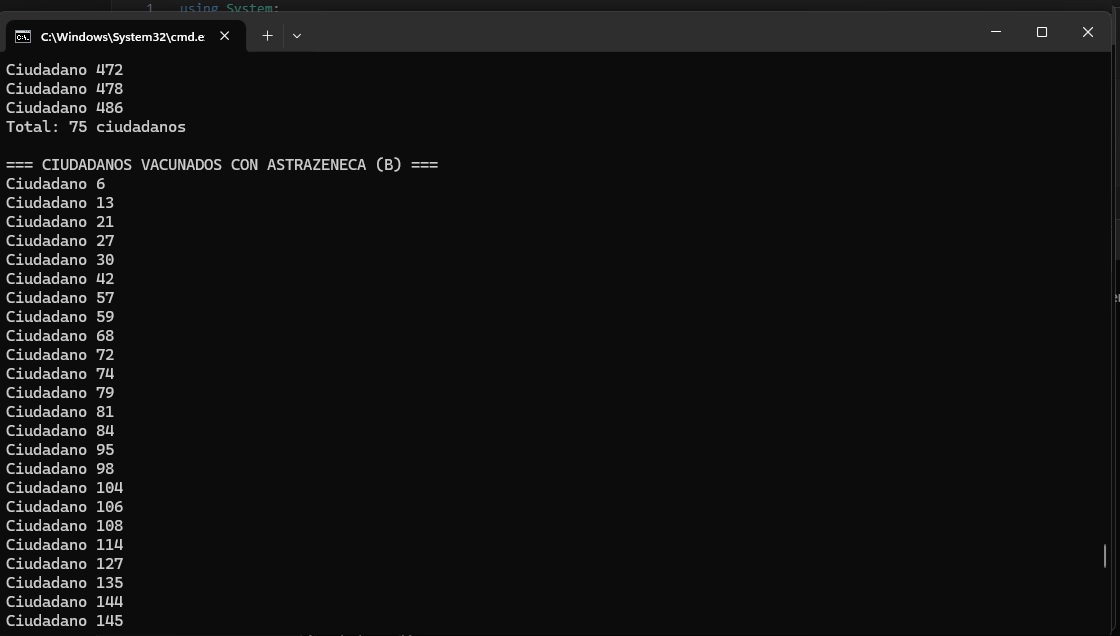 1 using System;
C:\Windows\System32\cmd.e
Ciudadano 472
Ciudadano 478
Ciudadano 486
Total: 75 ciudadanos
=== CIUDADANOS VACUNADOS CON ASTRAZENECA (B) ===
Ciudadano 6
Ciudadano 13
Ciudadano 21
Ciudadano 27
Ciudadano 30
Ciudadano 42
Ciudadano 57
Ciudadano 59
Ciudadano 68
Ciudadano 72
Ciudadano 74
Ciudadano 79
Ciudadano 81
Ciudadano 84
Ciudadano 95
Ciudadano 98
Ciudadano 104
Ciudadano 106
Ciudadano 108
Ciudadano 114
Ciudadano 127
Ciudadano 135
Ciudadano 144
Ciudadano 145